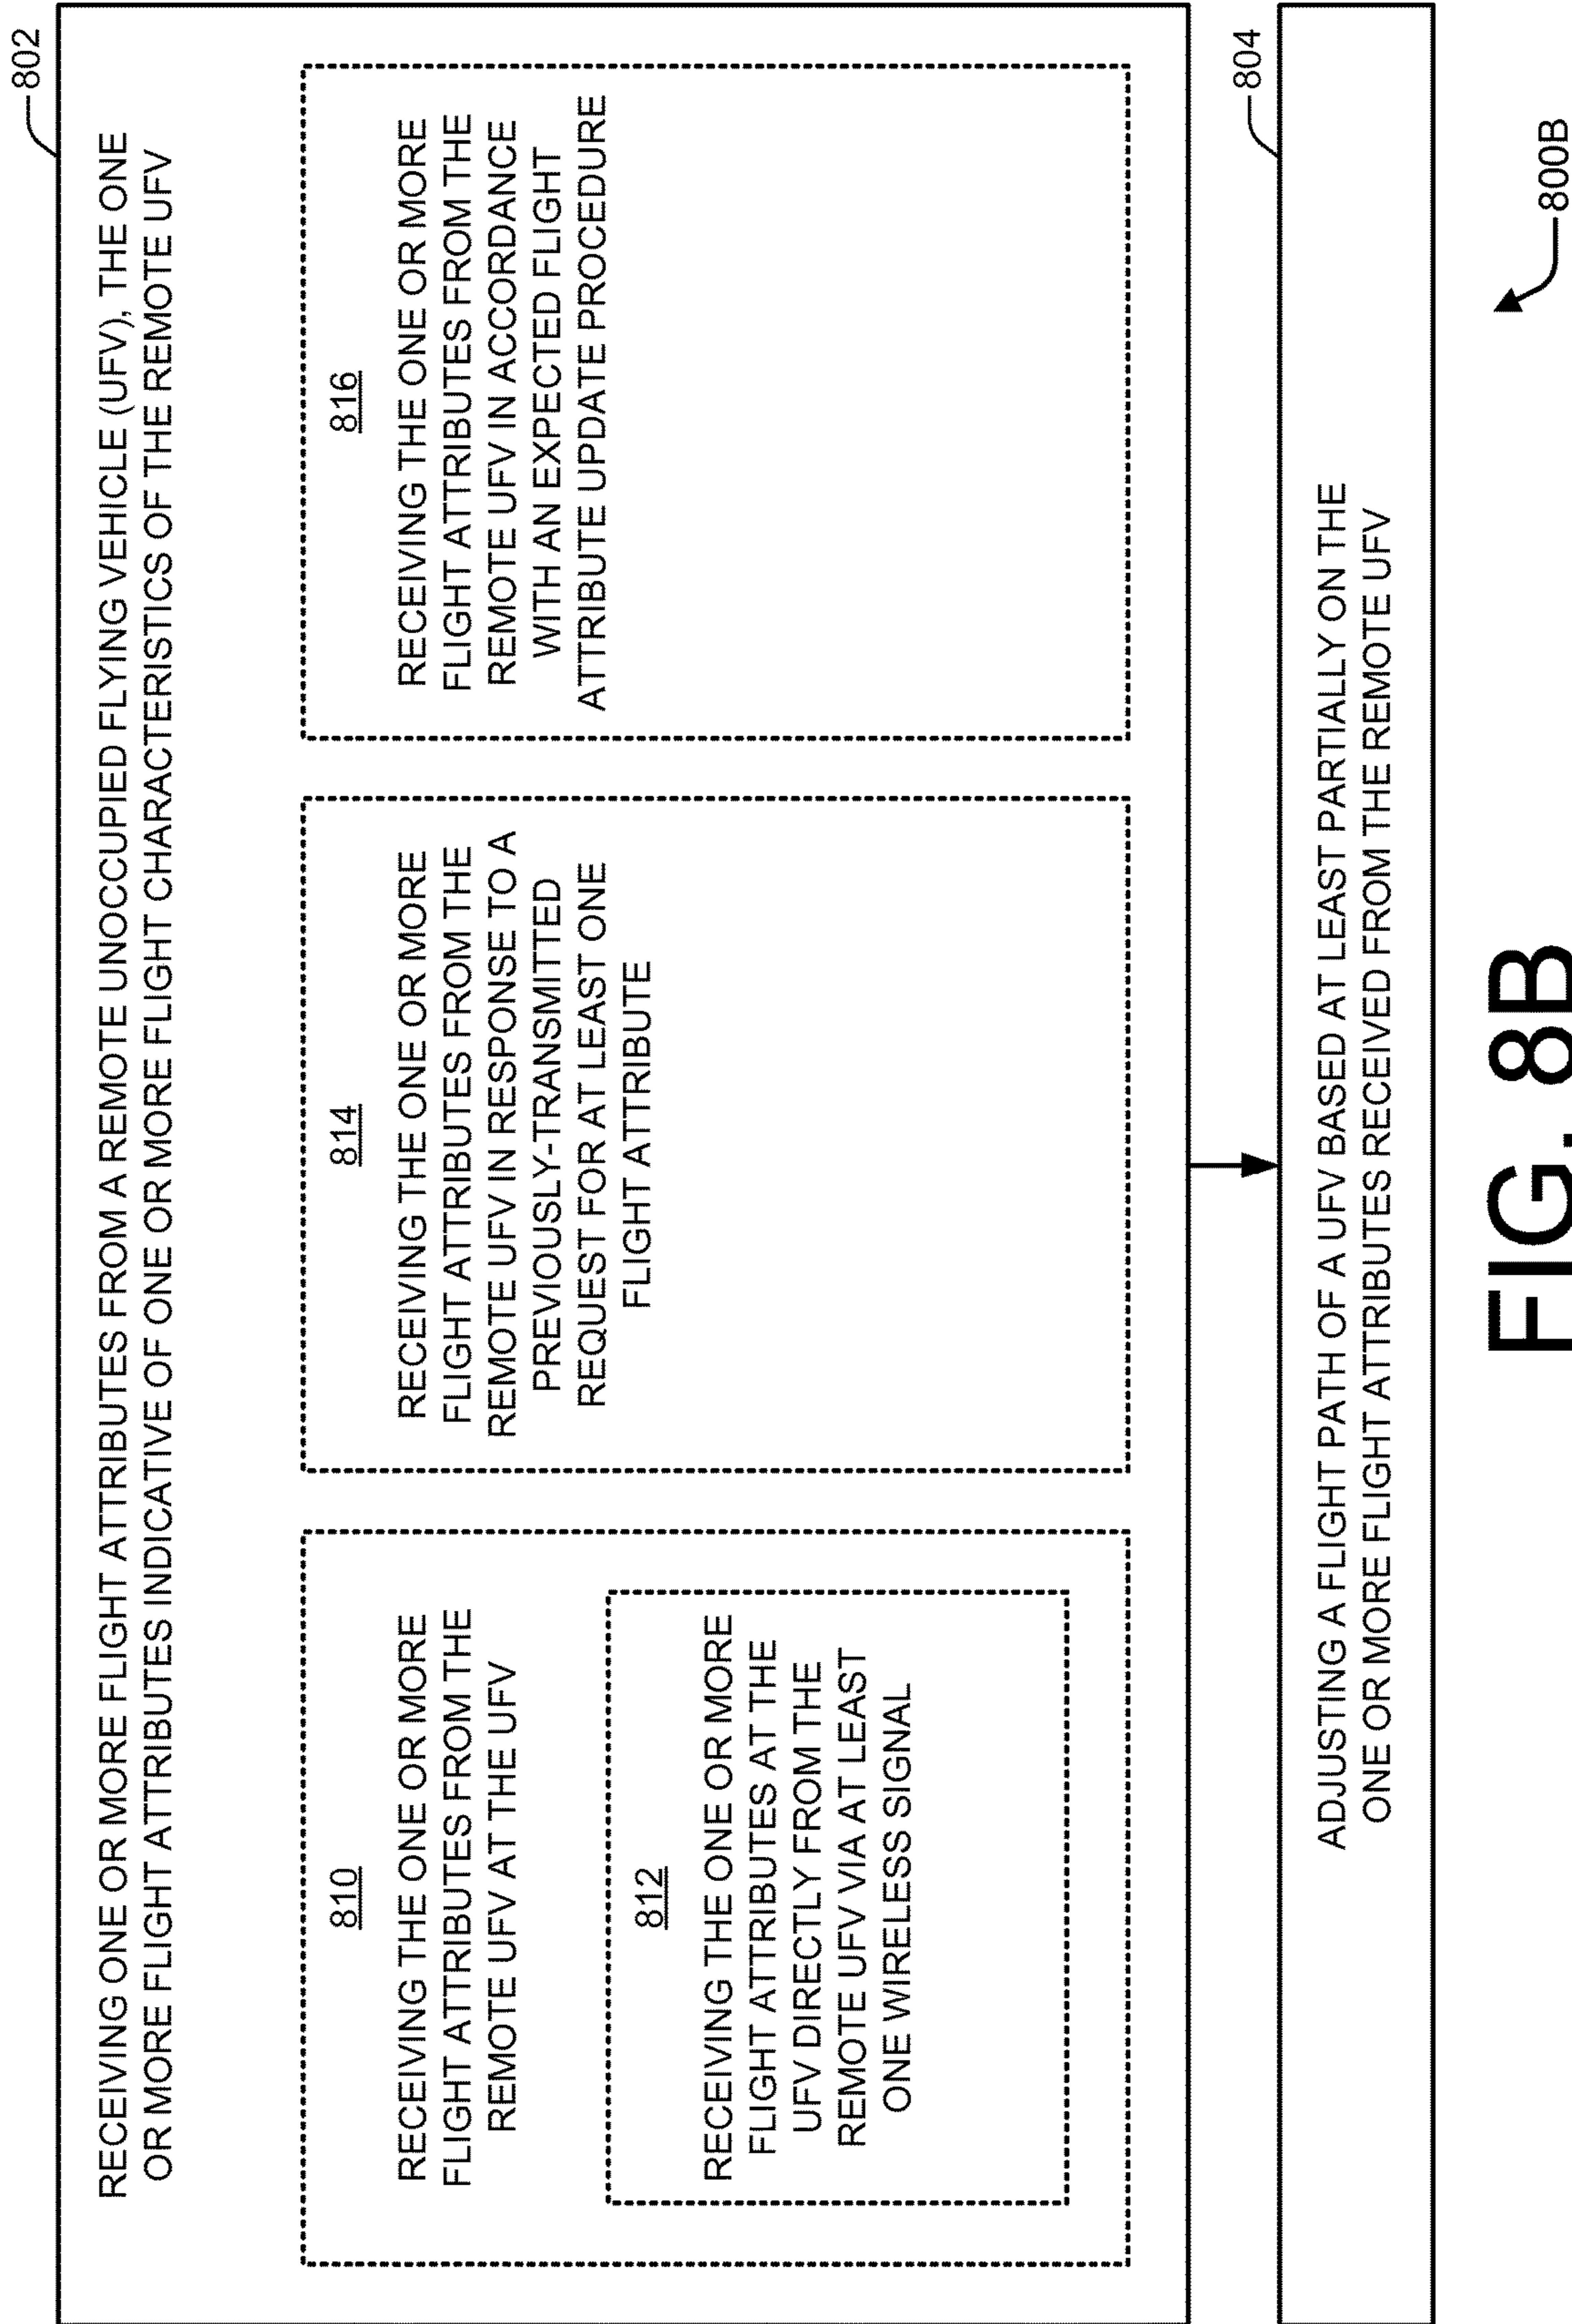 802
RECEIVING ONE OR MORE FLIGHT ATTRIBUTES FROM A REMOTE UNOCCUPIED FLYING VEHICLE (UFV), THE ONE
OR MORE FLIGHT ATTRIBUTES INDICATIVE OF ONE OR MORE FLIGHT CHARACTERISTICS OF THE REMOTE UFV
810
RECEIVING THE ONE OR MORE
FLIGHT ATTRIBUTES FROM THE
REMOTE UFV AT THE UFV
812
RECEIVING THE ONE OR MORE
FLIGHT ATTRIBUTES AT THE
UFV DIRECTLY FROM THE
REMOTE UFV VIA AT LEAST
ONE WIRELESS SIGNAL
814
RECEIVING THE ONE OR MORE
FLIGHT ATTRIBUTES FROM THE
REMOTE UFV IN RESPONSE TO A
PREVIOUSLY-TRANSMITTED
REQUEST FOR AT LEAST ONE
FLIGHT ATTRIBUTE
816
RECEIVING THE ONE OR MORE
FLIGHT ATTRIBUTES FROM THE
REMOTE UFV IN ACCORDANCE
WITH AN EXPECTED FLIGHT
ATTRIBUTE UPDATE PROCEDURE
804
ADJUSTING A FLIGHT PATH OF A UFV BASED AT LEAST PARTIALLY ON THE
ONE OR MORE FLIGHT ATTRIBUTES RECEIVED FROM THE REMOTE UFV
800B
FIG. 8B